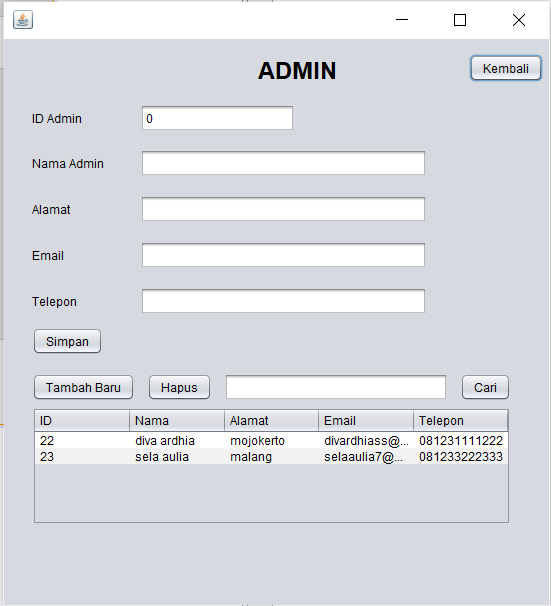 ADMIN
Kembali
ID Admin 0
Nama Admin
Alamat
Email
Telepon
Simpan
Tambah Baru Hapus Cari
ID Nama Alamat Email Telepon
22 diva ardhia mojokerto divardhiass@... 081231111222
23 sela aulia malang selaaulia7@... 081233222333